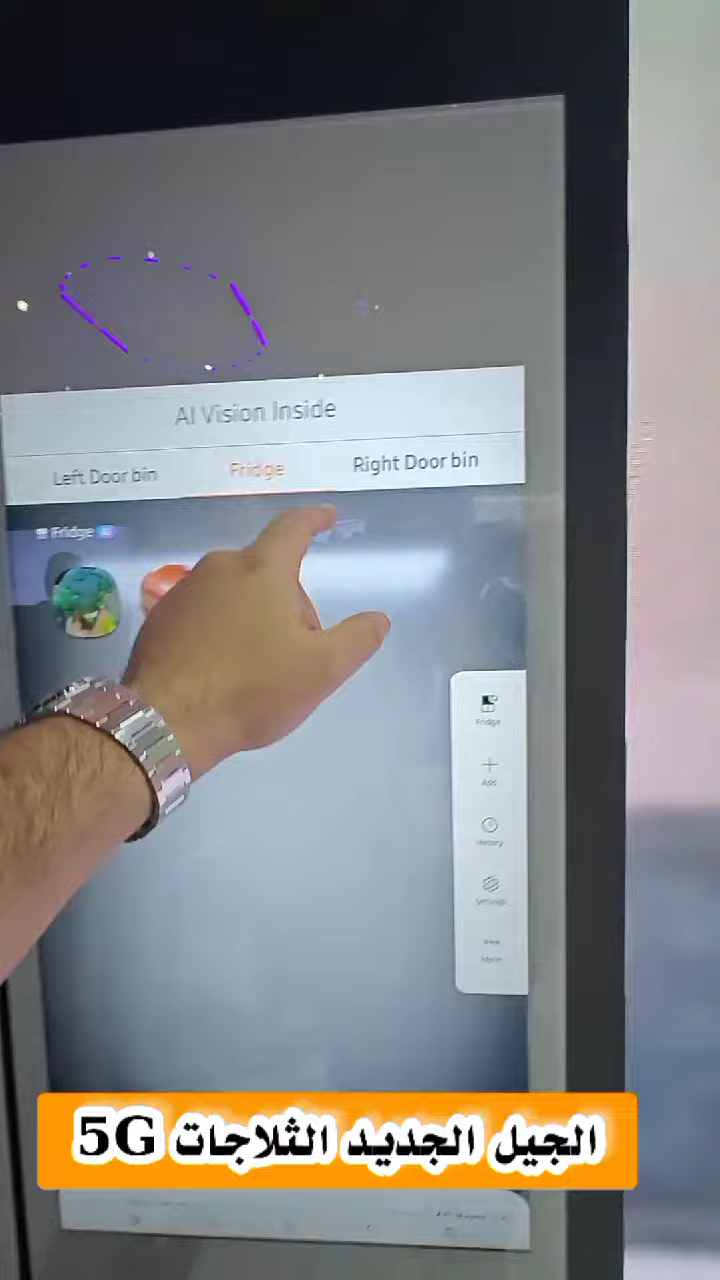 AI Vision Inside
Left Door bin
Fridge
Right Door bin
Fridge AI
Fridge
Add
History
Settings
More
الجيل الجديد الثلاجات 5G